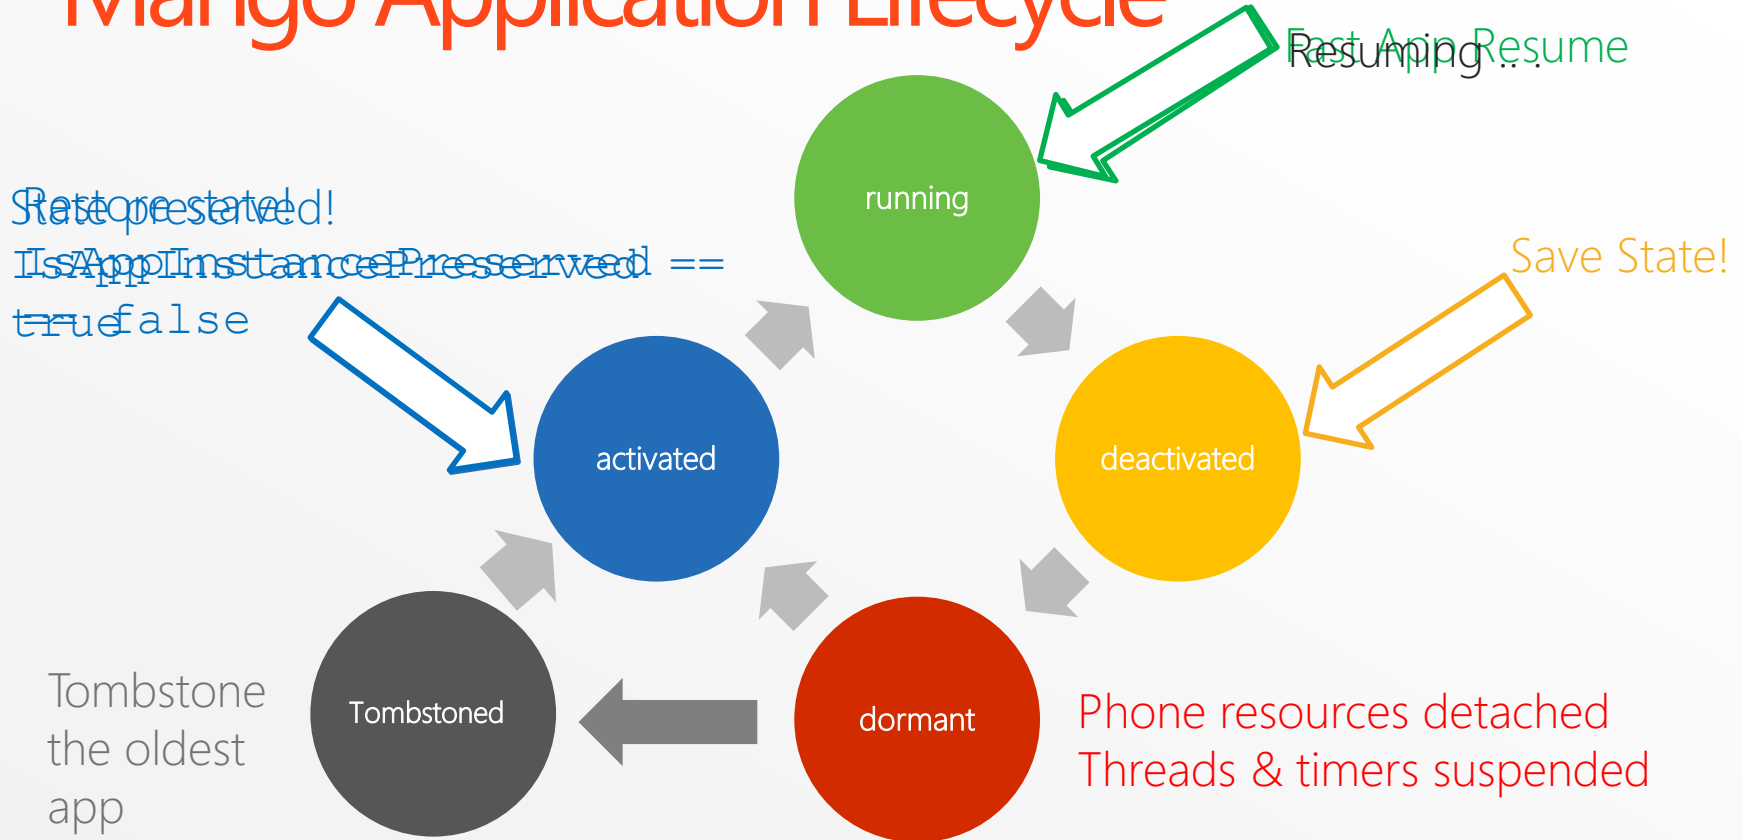 Mango Application Lifecycle
Fast App Resume
Resuming . . .
running
State preserved!
IsAppInstancePreserved ==
true
Restore state!
IsAppInstancePreserved
== false
Save State!
activated
deactivated
Tombstoned
dormant
Tombstone
the oldest
app
Phone resources detached
Threads & timers suspended